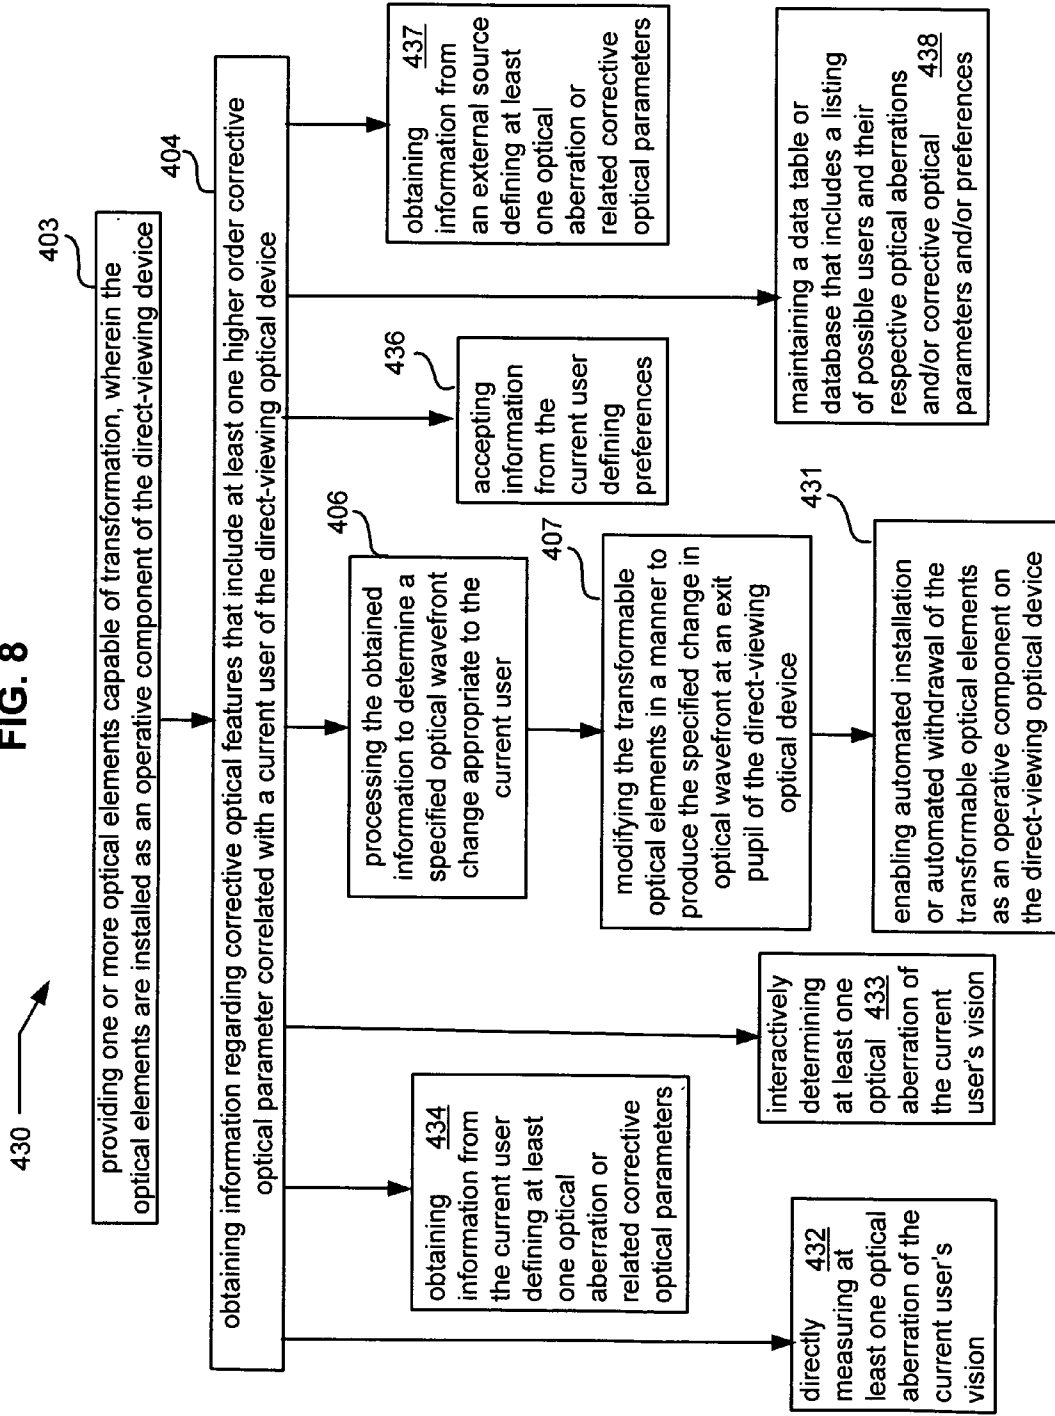 FIG. 8
430
403
providing one or more optical elements capable of transformation, wherein the
optical elements are installed as an operative component of the direct-viewing device
404
obtaining information regarding corrective optical features that include at least one higher order corrective
optical parameter correlated with a current user of the direct-viewing optical device
directly 432
measuring at
least one optical
aberration of the
current user's
vision
obtaining 434
information from
the current user
defining at least
one optical
aberration or
related corrective
optical parameters
interactively
determining
at least one
optical 433
aberration of
the current
user's vision
406
processing the obtained
information to determine a
specified optical wavefront
change appropriate to the
current user
407
modifying the transformable
optical elements in a manner to
produce the specified change in
optical wavefront at an exit
pupil of the direct-viewing
optical device
431
enabling automated installation
or automated withdrawal of the
transformable optical elements
as an operative component on
the direct-viewing optical device
436
accepting
information
from the
current user
defining
preferences
obtaining 437
information from
an external source
defining at least
one optical
aberration or
related corrective
optical parameters
maintaining a data table or
database that includes a listing
of possible users and their
respective optical aberrations
and/or corrective optical 438
parameters and/or preferences